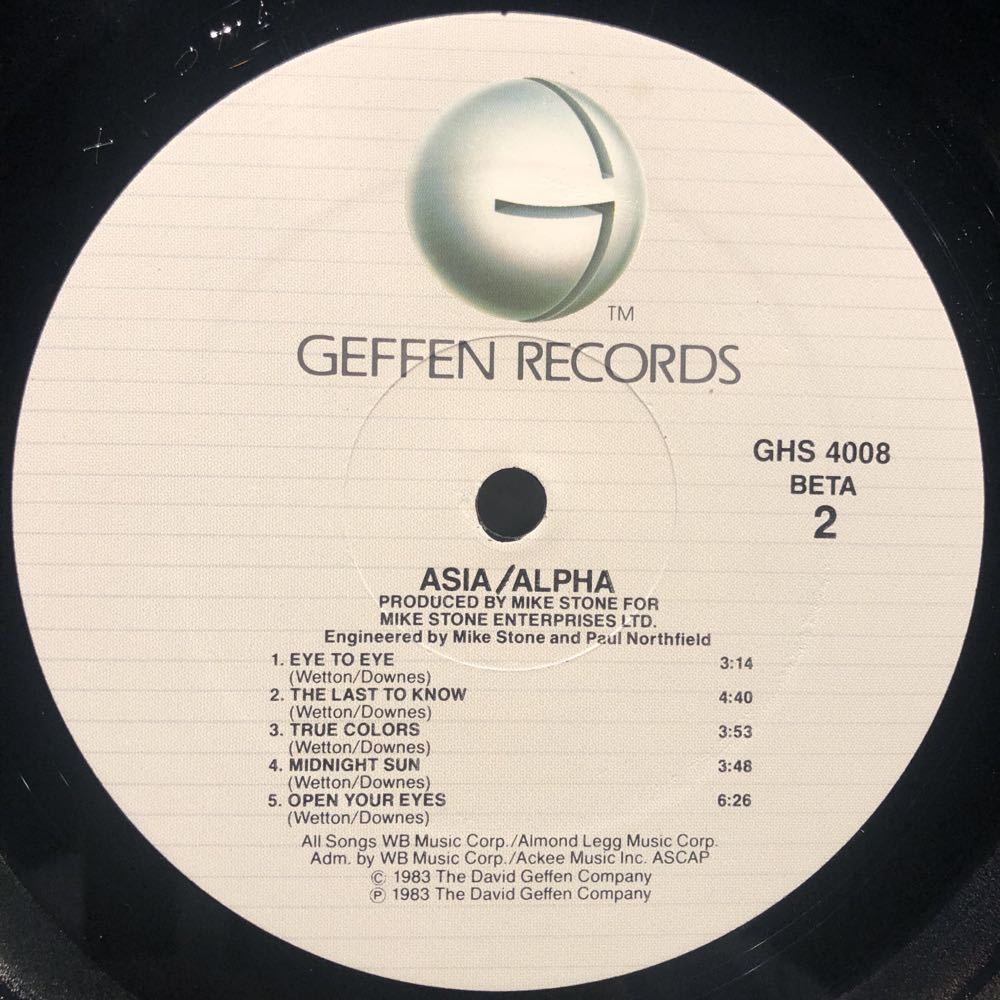 TM
GEFFEN RECORDS
GHS 4008
BETA
2
ASIA/ALPHA
PRODUCED BY MIKE STONE FOR
MIKE STONE ENTERPRISES LTD.
Engineered by Mike Stone and Paul Northfield
1. EYE TO EYE 3:14
(Wetton/Downes)
2. THE LAST TO KNOW 4:40
(Wetton/Downes)
3. TRUE COLORS 3:53
(Wetton/Downes)
4. MIDNIGHT SUN 3:48
(Wetton/Downes)
5. OPEN YOUR EYES 6:26
(Wetton/Downes)
All Songs WB Music Corp./Almond Legg Music Corp.
Adm. by WB Music Corp./Ackee Music Inc. ASCAP
© 1983 The David Geffen Company
℗ 1983 The David Geffen Company